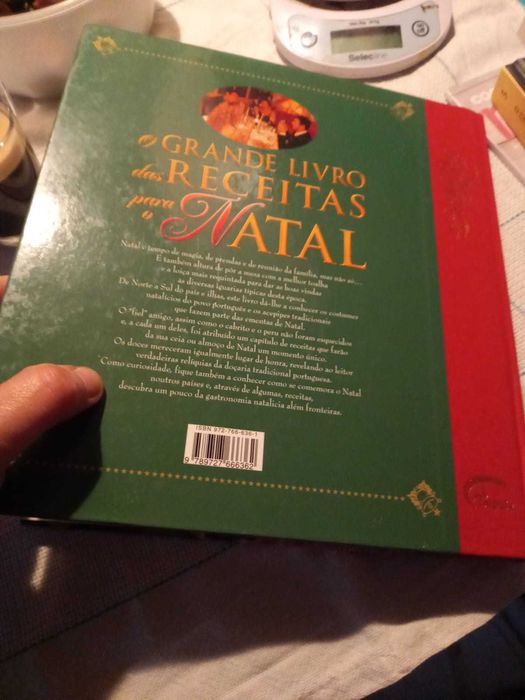 Selecline
O GRANDE LIVRO
das RECEITAS
para o NATAL
Natal é tempo de magia, de prendas e de reunião da família, mas não só...
É também altura de pôr a mesa com a melhor toalha
e a loiça mais requintada para dar as boas vindas
às diversas iguarias típicas desta época.
De Norte a Sul do país e ilhas, este livro dá-lhe a conhecer os costumes
natalícios do povo português e os acepipes tradicionais
que fazem parte das ementas de Natal.
O "fiel" amigo, assim como o cabrito e o peru não foram esquecidos
e, a cada um deles, foi atribuído um capítulo de receitas que farão
da sua ceia ou almoço de Natal um momento único.
Os doces mereceram igualmente lugar de honra, revelando ao leitor
verdadeiras relíquias da doçaria tradicional portuguesa.
Como curiosidade, fique também a conhecer como se comemora o Natal
noutros países e, através de algumas, receitas,
descubra um pouco da gastronomia natalícia além fronteiras.
ISBN 972-766-636-1
9 789727 666362